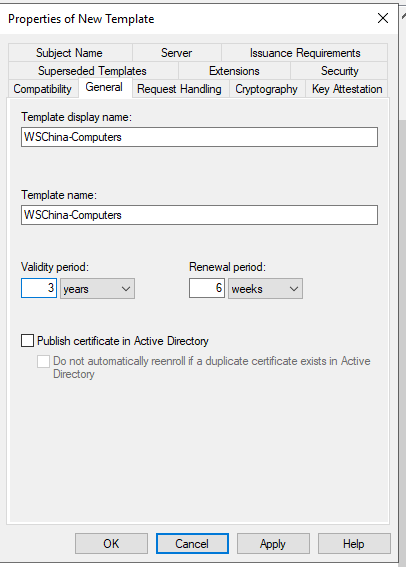 Properties of New Template
Subject Name
Server
Issuance Requirements
Superseded Templates
Extensions
Security
Compatibility
General
Request Handling
Cryptography
Key Attestation
Template display name:
WSChina-Computers
Template name:
WSChina-Computers
Validity period:
Renewal period:
3 years
6 weeks
Publish certificate in Active Directory
Do not automatically reenroll if a duplicate certificate exists in Active
Directory
OK
Cancel
Apply
Help